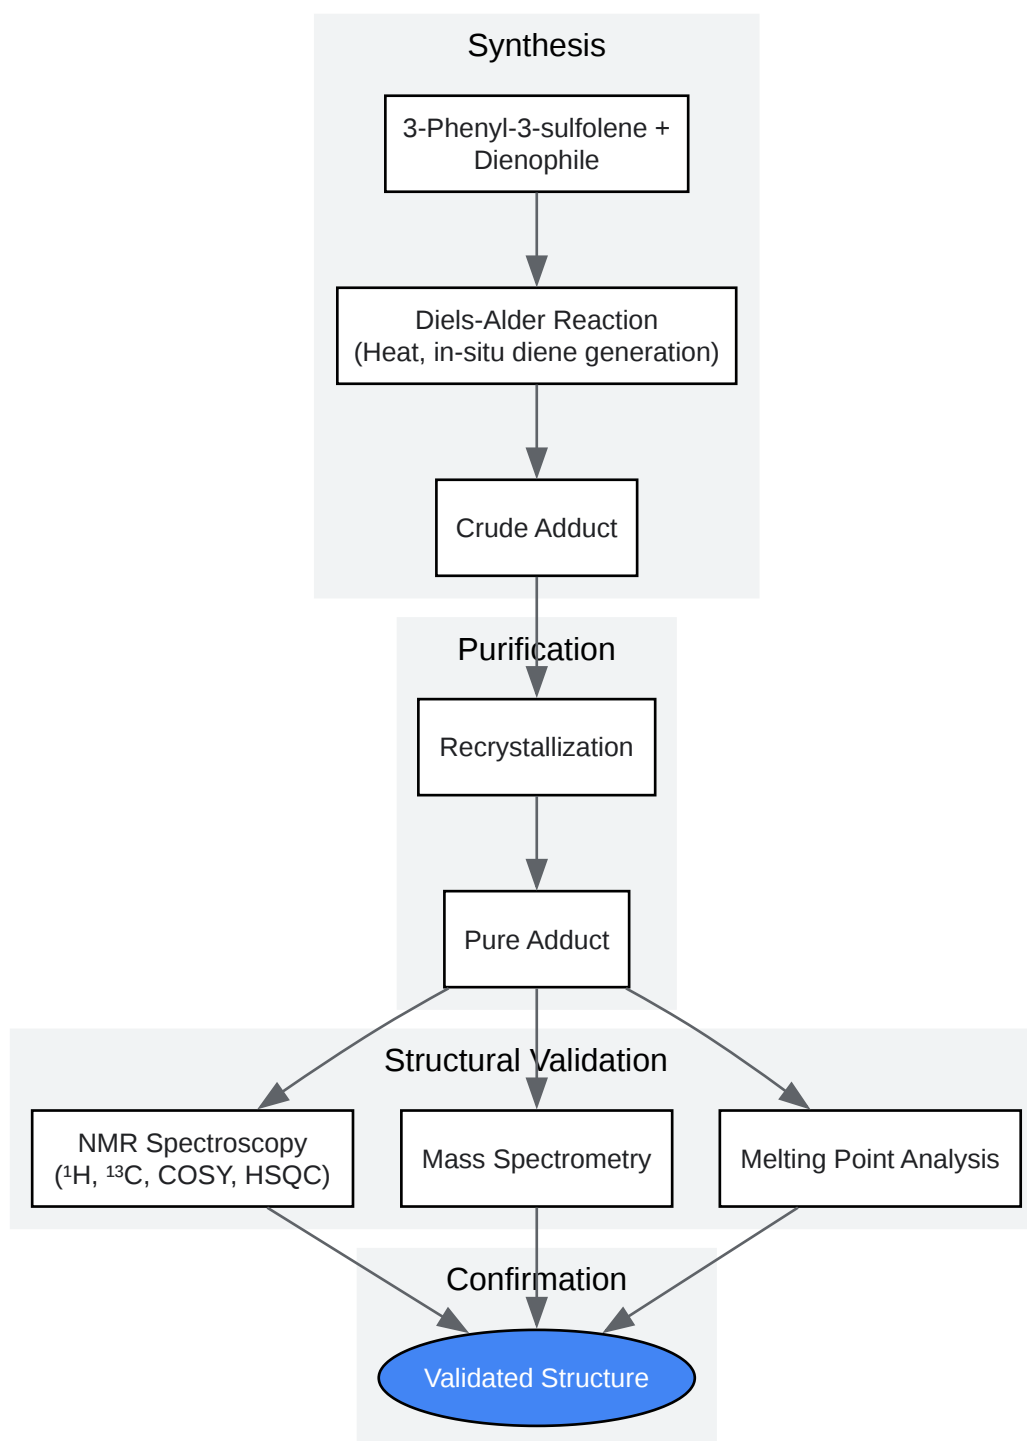 Synthesis
3-Phenyl-3-sulfolene +
Dienophile
Diels-Alder Reaction
(Heat, in-situ diene generation)
Crude Adduct
Purification
Recrystallization
Pure Adduct
Structural Validation
NMR Spectroscopy
(¹H, ¹³C, COSY, HSQC)
Mass Spectrometry
Melting Point Analysis
Confirmation
Validated Structure